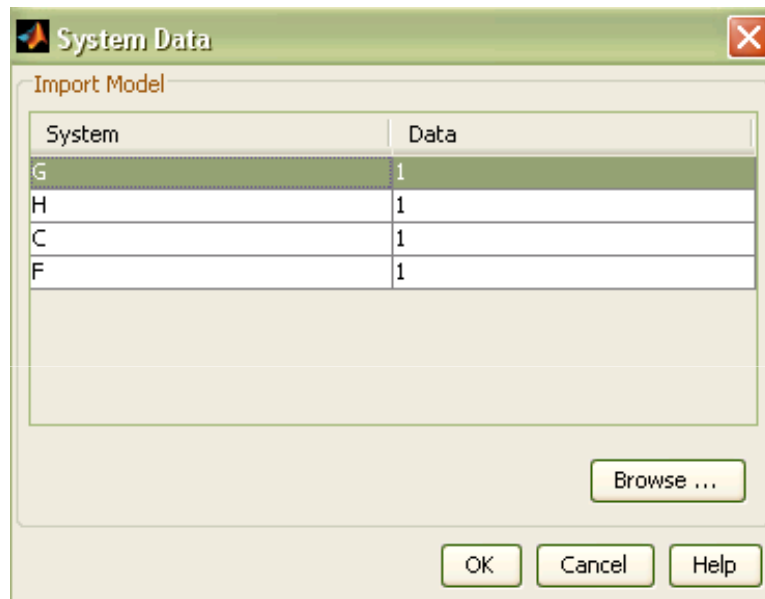 System Data
Import Model
System Data
G 1
H 1
C 1
F 1
Browse ...
OK Cancel Help